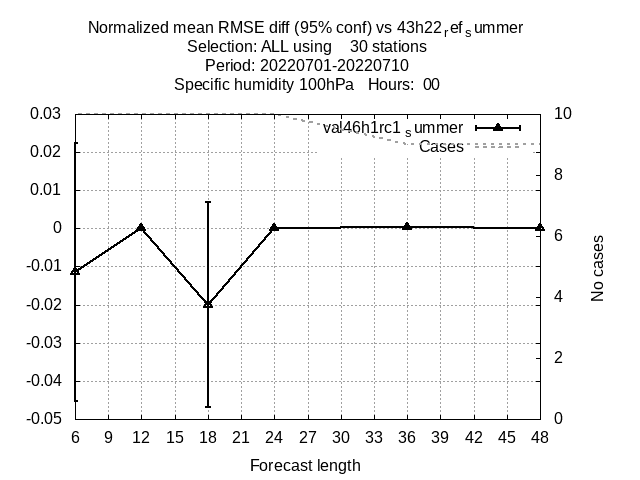 Normalized mean RMSE diff (95% conf) vs 43h22refsummer
Selection: ALL using 30 stations
Period: 20220701-20220710
Specific humidity 100hPa Hours: 00
0.03 10
val46h1rc1summer
Cases
0.02
8
0.01
0 6
-0.01
-0.02 4
-0.03
2
-0.04
-0.05 0
No cases
6 9 12 15 18 21 24 27 30 33 36 39 42 45 48
Forecast length